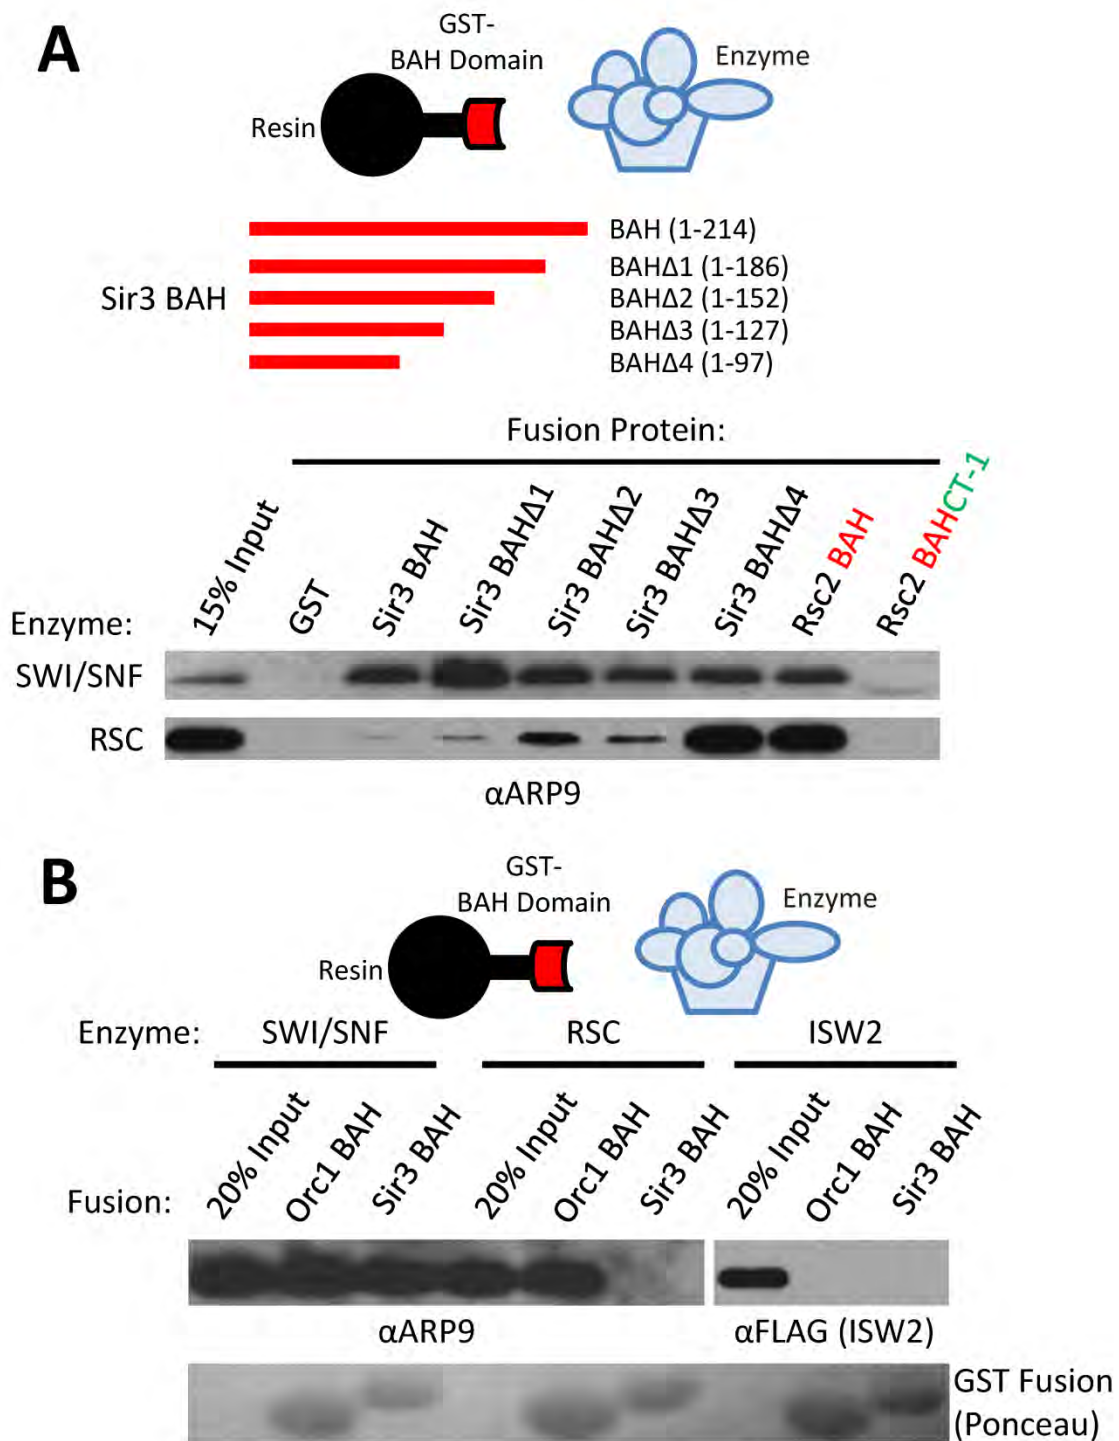 A
GST-
BAH Domain
Enzyme
Resin
BAH (1-214)
BAHΔ1 (1-186)
Sir3 BAH
BAHΔ2 (1-152)
BAHΔ3 (1-127)
BAHΔ4 (1-97)
Fusion Protein:
15% Input
GST
Sir3 BAH
Sir3 BAHΔ1
Sir3 BAHΔ2
Sir3 BAHΔ3
Sir3 BAHΔ4
Rsc2 BAH
Rsc2 BAHCT-1
Enzyme:
SWI/SNF
RSC
αARP9
B
GST-
BAH Domain
Enzyme
Resin
Enzyme: SWI/SNF RSC ISW2
Fusion:
20% Input
Orc1 BAH
Sir3 BAH
20% Input
Orc1 BAH
Sir3 BAH
20% Input
Orc1 BAH
Sir3 BAH
αARP9 αFLAG (ISW2)
GST Fusion
(Ponceau)